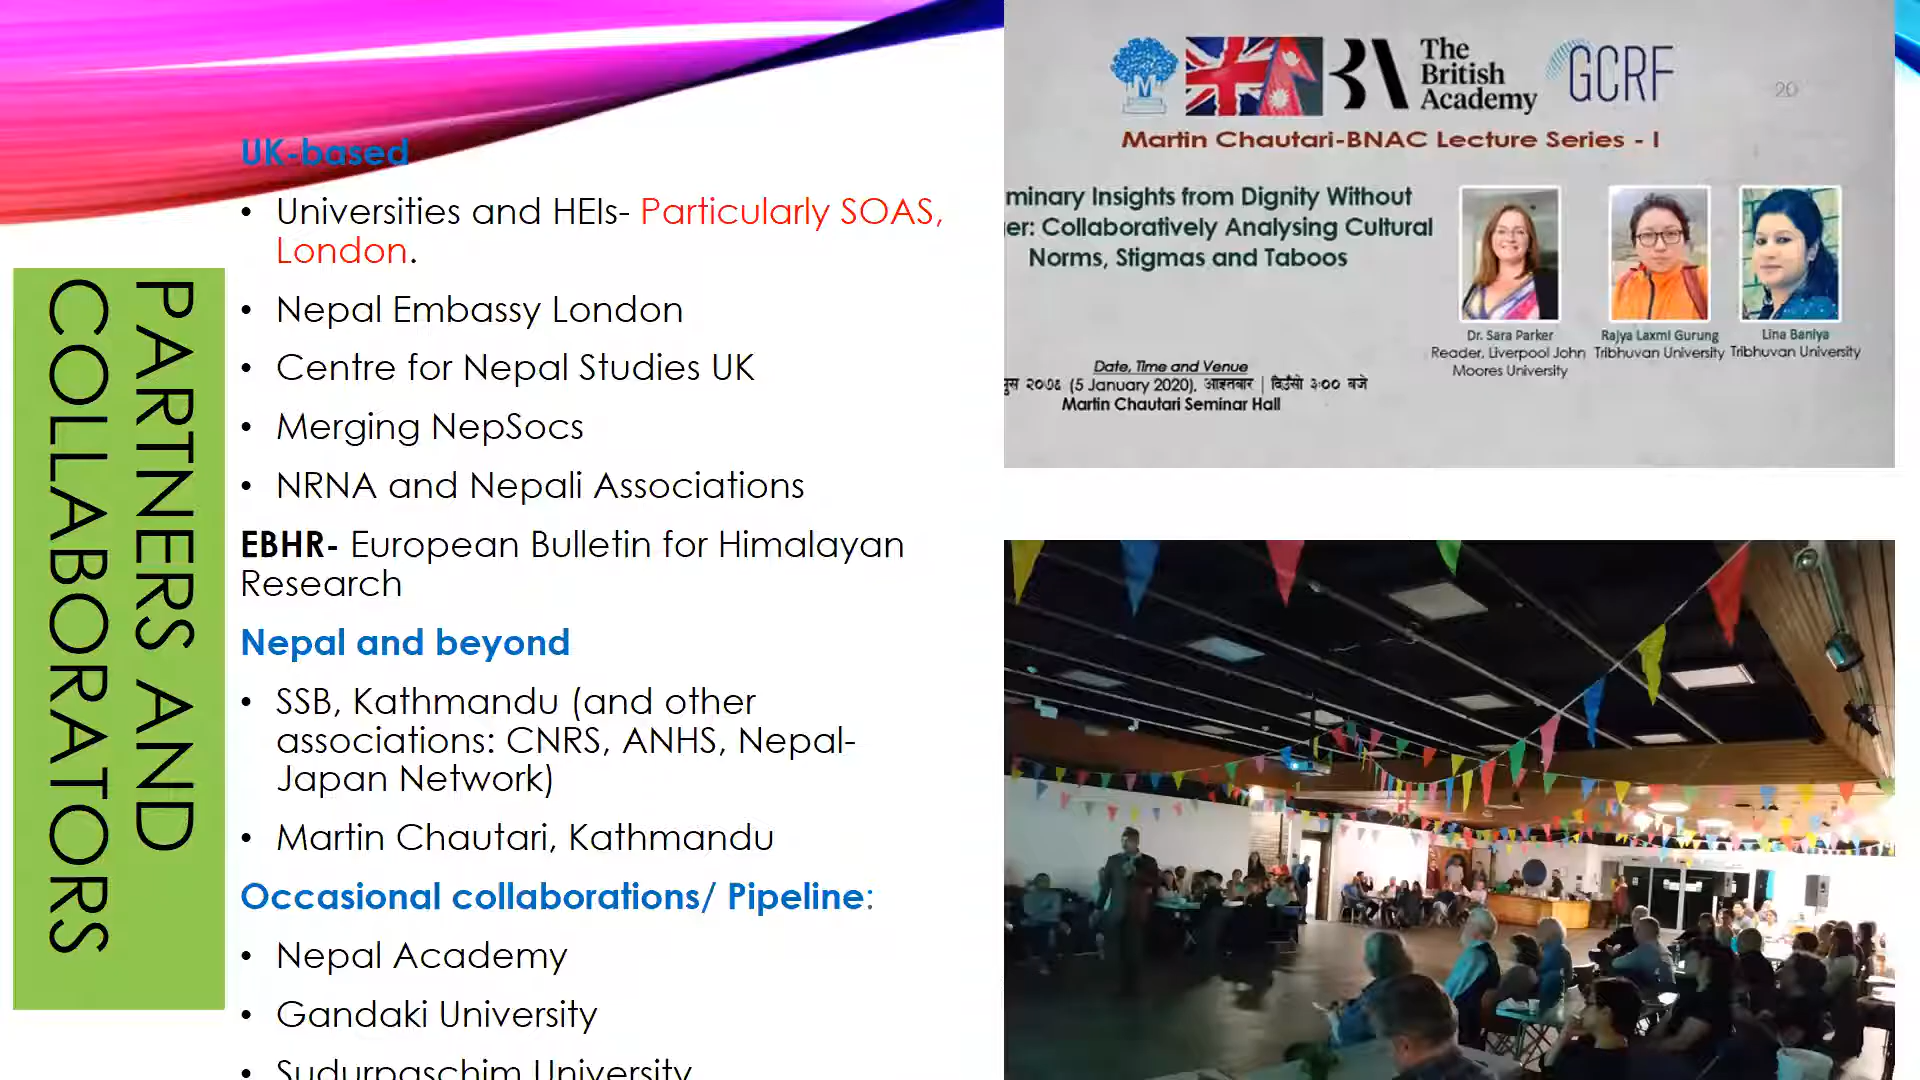 PARTNERS AND
COLLABORATORS
UK-based
• Universities and HEIs- Particularly SOAS,
London.
• Nepal Embassy London
• Centre for Nepal Studies UK
• Merging NepSocs
• NRNA and Nepali Associations
EBHR- European Bulletin for Himalayan
Research
Nepal and beyond
• SSB, Kathmandu (and other
associations: CNRS, ANHS, Nepal-
Japan Network)
• Martin Chautari, Kathmandu
Occasional collaborations/ Pipeline:
• Nepal Academy
• Gandaki University
• Sudurpaschim University
M
BA
The
British
Academy
GCRF
20
Martin Chautari-BNAC Lecture Series - I
minary Insights from Dignity Without
er: Collaboratively Analysing Cultural
Norms, Stigmas and Taboos
Dr. Sara Parker
Reader, Liverpool John
Moores University
Rajya Laxmi Gurung
Tribhuvan University
Lina Baniya
Tribhuvan University
Date, Time and Venue
२०७६ (5 January 2020), आइतबार | दिउँसो ३:०० बजे
Martin Chautari Seminar Hall